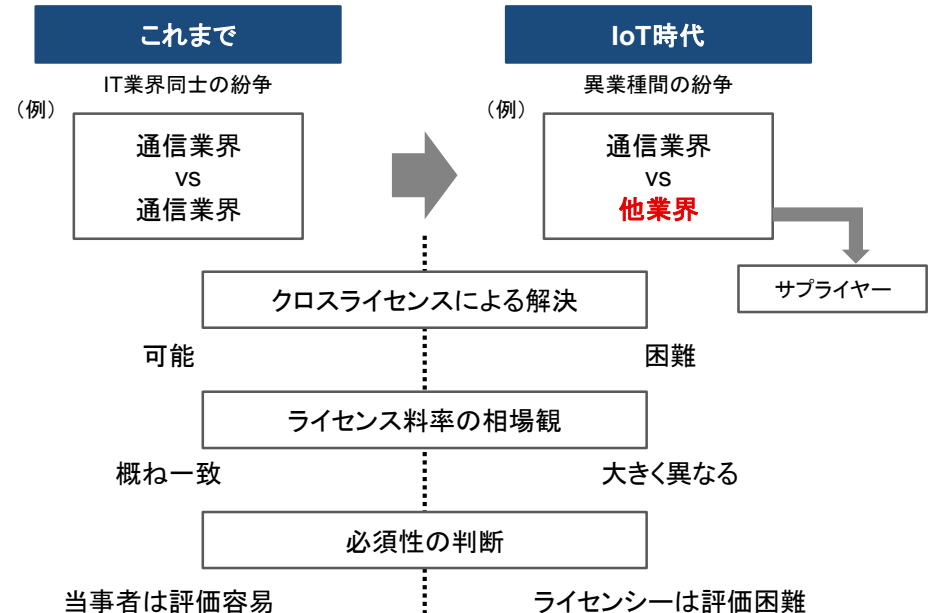 これまで
IoT時代
IT業界同士の紛争
異業種間の紛争
（例）
（例）
通信業界
vs
通信業界
通信業界
vs
他業界
サプライヤー
クロスライセンスによる解決
可能
困難
ライセンス料率の相場観
概ね一致
大きく異なる
必須性の判断
当事者は評価容易
ライセンシーは評価困難